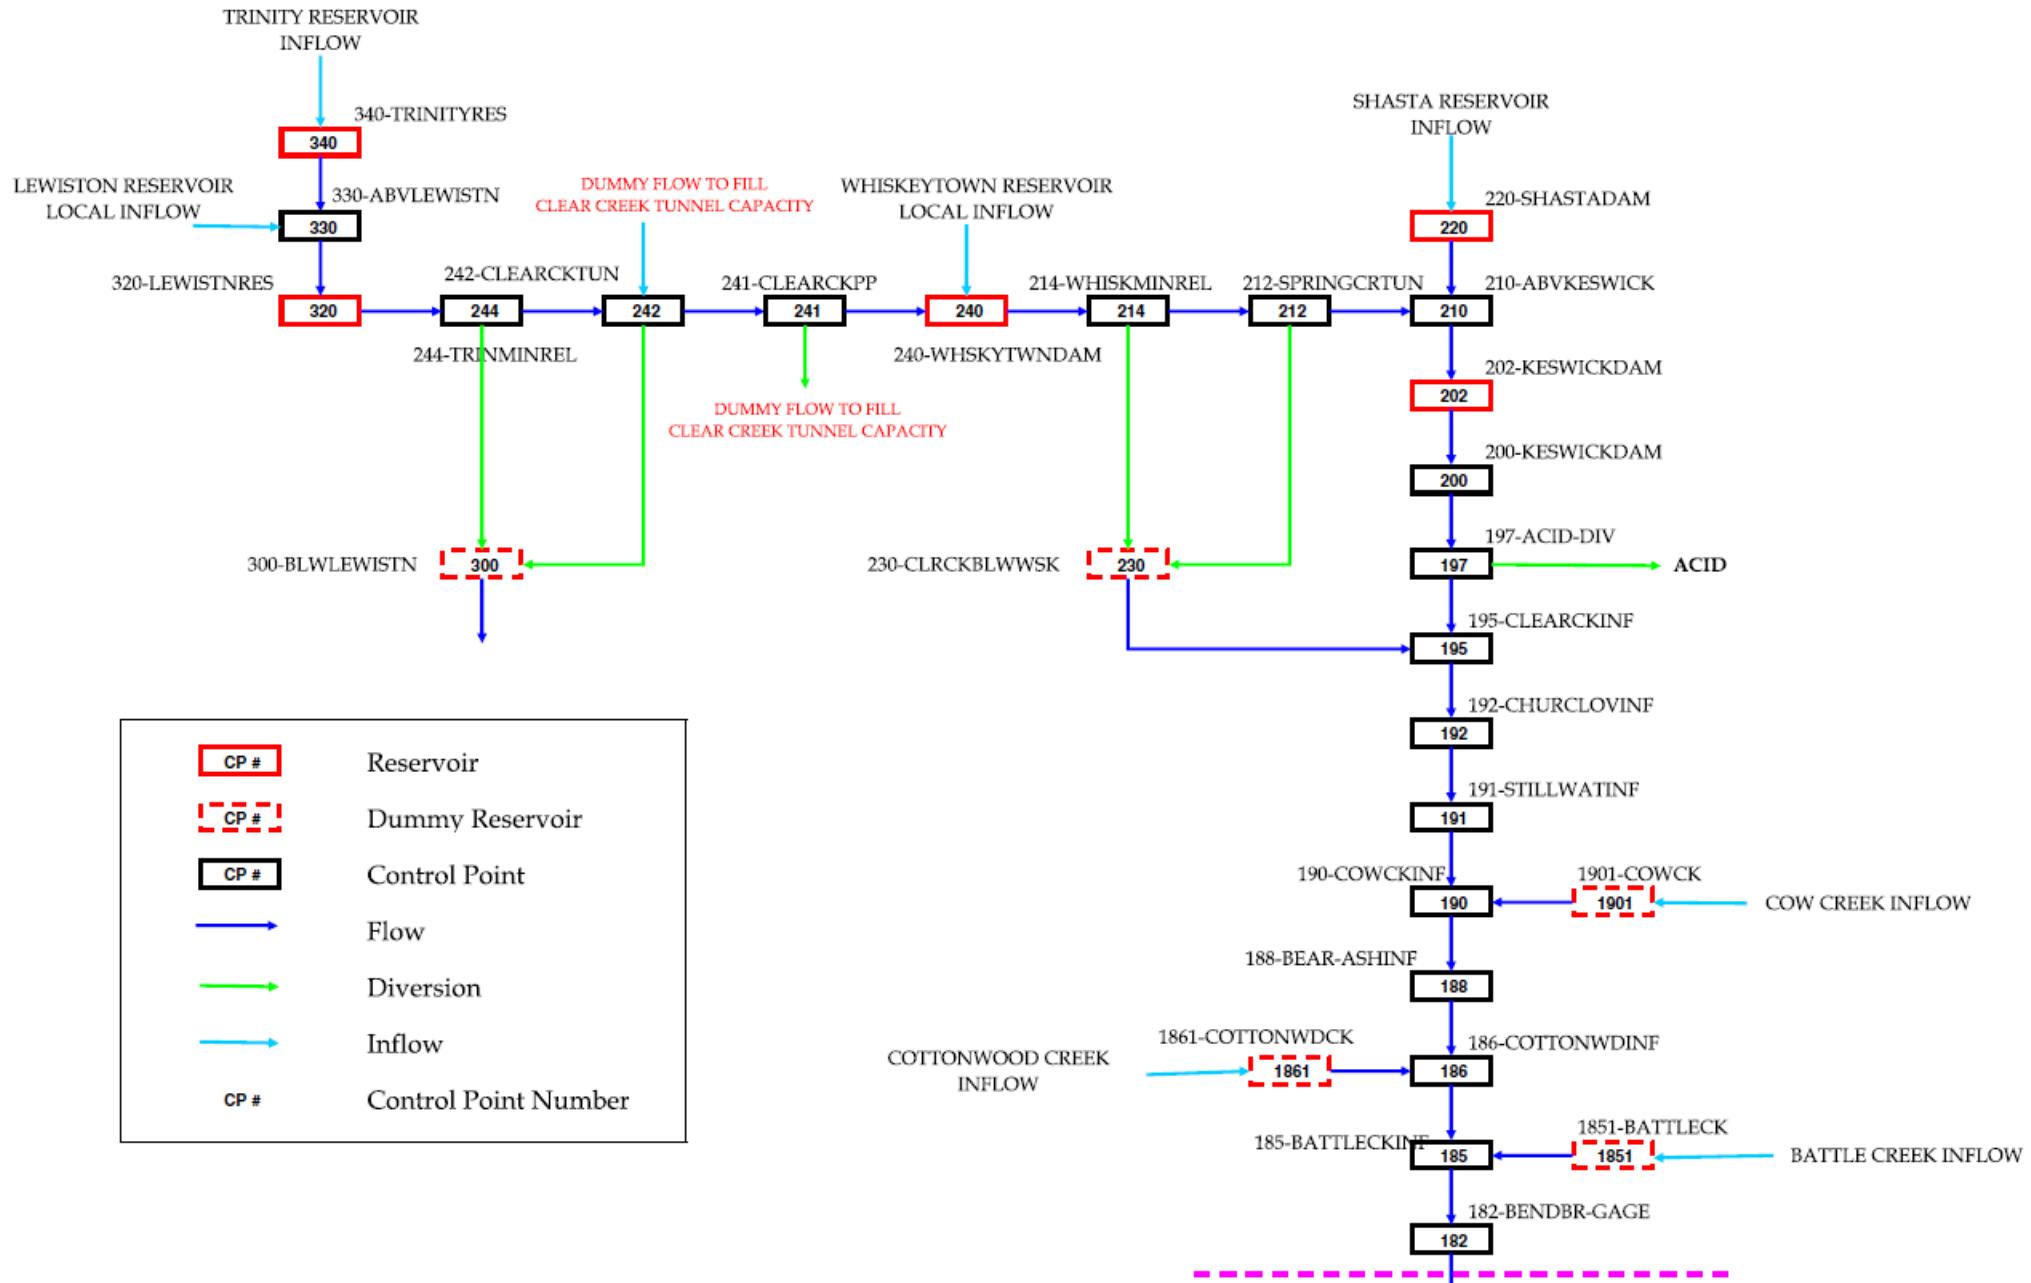 TRINITY RESERVOIR
INFLOW
340-TRINITYRES
340
LEWISTON RESERVOIR
LOCAL INFLOW
330-ABVLEWISTN
330
DUMMY FLOW TO FILL
CLEAR CREEK TUNNEL CAPACITY
WHISKEYTOWN RESERVOIR
LOCAL INFLOW
SHASTA RESERVOIR
INFLOW
220-SHASTADAM
220
320-LEWISTNRES
320
242-CLEARCKTUN
244
242
241-CLEARCKPP
241
240
214-WHISKMINREL
214
212-SPRINGCRTUN
212
210-ABVKESWICK
210
244-TRINMINREL
240-WHSKYTWNDAM
DUMMY FLOW TO FILL
CLEAR CREEK TUNNEL CAPACITY
202-KESWICKDAM
202
200-KESWICKDAM
200
300-BLWLEWISTN
300
230-CLRCKBLWWSK
230
197-ACID-DIV
197
ACID
195-CLEARCKINF
195
192-CHURCLOVINF
192
191-STILLWATINF
191
190-COWCKINF
190
1901-COWCK
1901
COW CREEK INFLOW
188-BEAR-ASHINF
188
1861-COTTONWDCK
COTTONWOOD CREEK
INFLOW
1861
186-COTTONWDINF
186
185-BATTLECKINF
185
1851-BATTLECK
1851
BATTLE CREEK INFLOW
182-BENDBR-GAGE
182
CP #
Reservoir
CP #
Dummy Reservoir
CP #
Control Point
Flow
Diversion
Inflow
CP #
Control Point Number